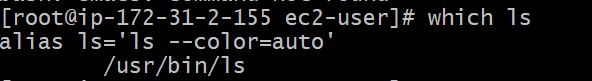 [root@ip-172-31-2-155 ec2-user]# which ls
alias ls='ls --color=auto'
        /usr/bin/ls